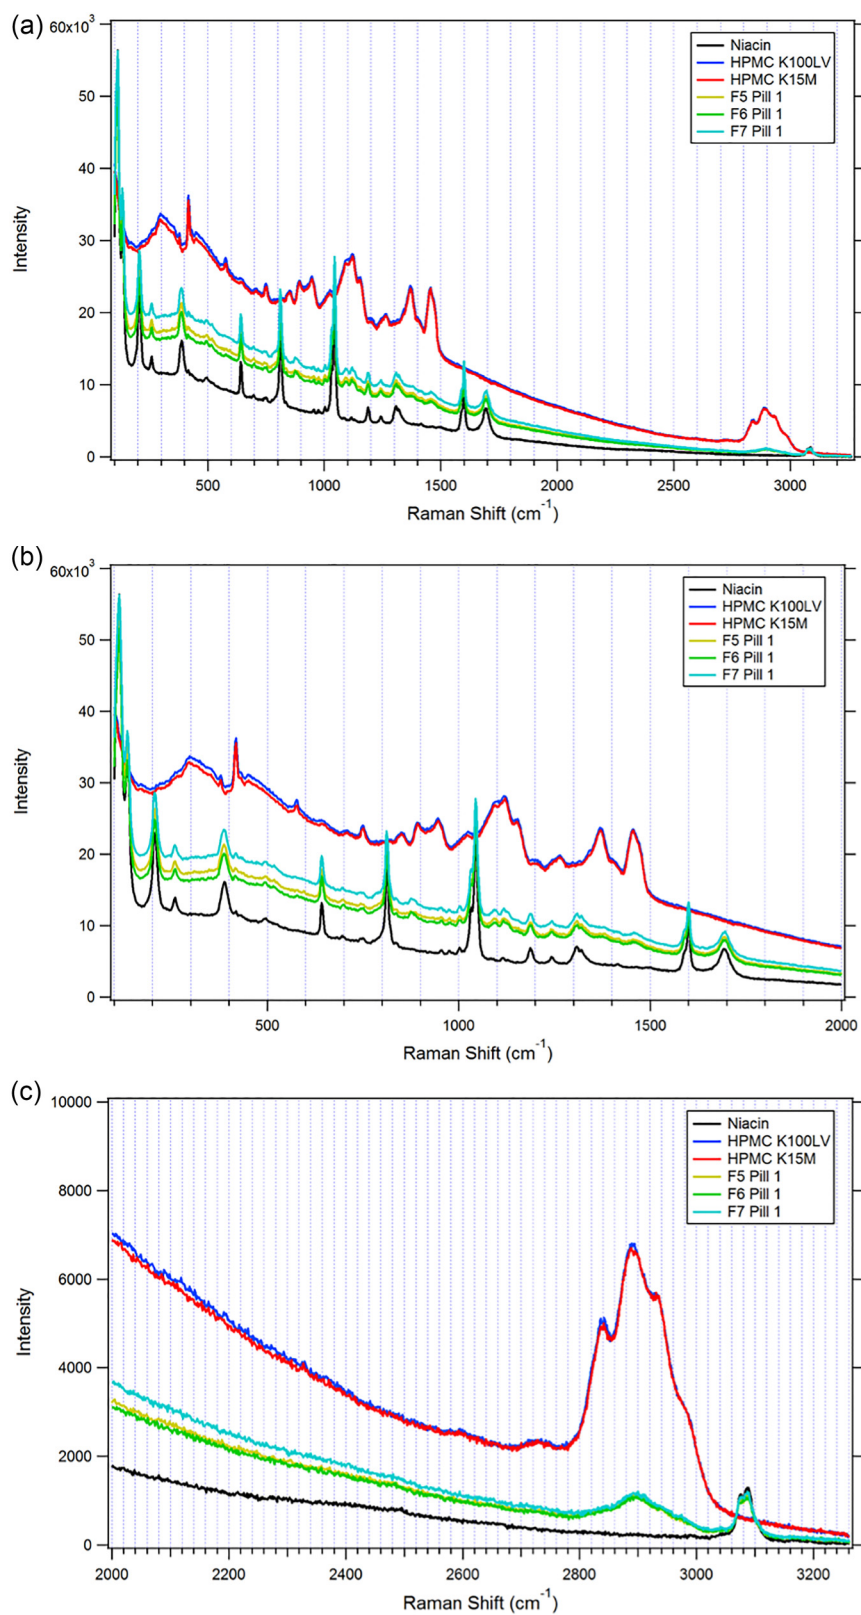 (a)
60x10³
50
40
30
20
10
0
Intensity
Niacin
HPMC K100LV
HPMC K15M
F5 Pill 1
F6 Pill 1
F7 Pill 1
500
1000
1500
2000
2500
3000
Raman Shift (cm⁻¹)
(b)
60x10³
50
40
30
20
10
0
Intensity
Niacin
HPMC K100LV
HPMC K15M
F5 Pill 1
F6 Pill 1
F7 Pill 1
500
1000
1500
2000
Raman Shift (cm⁻¹)
(c)
10000
8000
6000
4000
2000
0
Intensity
Niacin
HPMC K100LV
HPMC K15M
F5 Pill 1
F6 Pill 1
F7 Pill 1
2000
2200
2400
2600
2800
3000
3200
Raman Shift (cm⁻¹)